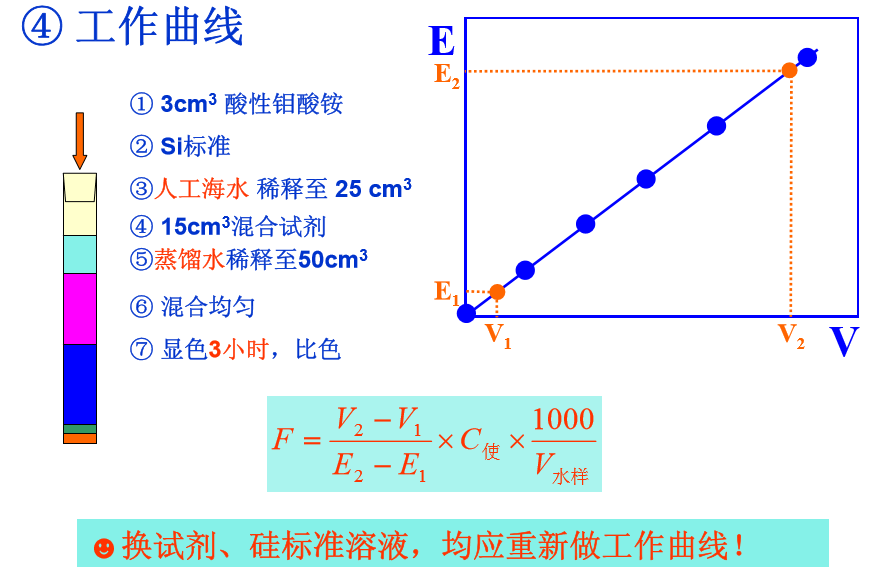 ④ 工作曲线
① 3cm³ 酸性钼酸铵
② Si标准
③人工海水 稀释至 25 cm³
④ 15cm³混合试剂
⑤蒸馏水稀释至50cm³
⑥ 混合均匀
⑦ 显色3小时，比色
E
E₂
E₁
V₁
V₂
V
F = (V₂ − V₁)/(E₂ − E₁) × C使 × 1000/V水样
☻换试剂、硅标准溶液，均应重新做工作曲线！